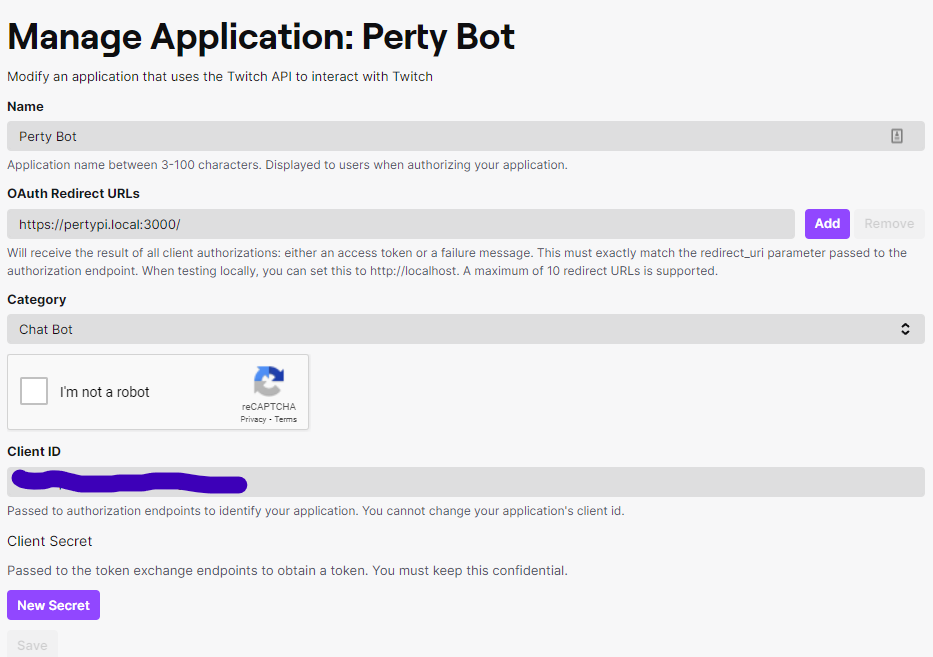 Manage Application: Perty Bot
Modify an application that uses the Twitch API to interact with Twitch
Name
Perty Bot
Application name between 3-100 characters. Displayed to users when authorizing your application.
OAuth Redirect URLs
https://pertypi.local:3000/
Add
Remove
Will receive the result of all client authorizations: either an access token or a failure message. This must exactly match the redirect_uri parameter passed to the
authorization endpoint. When testing locally, you can set this to http://localhost. A maximum of 10 redirect URLs is supported.
Category
Chat Bot
I'm not a robot
reCAPTCHA
Privacy - Terms
Client ID
Passed to authorization endpoints to identify your application. You cannot change your application's client id.
Client Secret
Passed to the token exchange endpoints to obtain a token. You must keep this confidential.
New Secret
Save